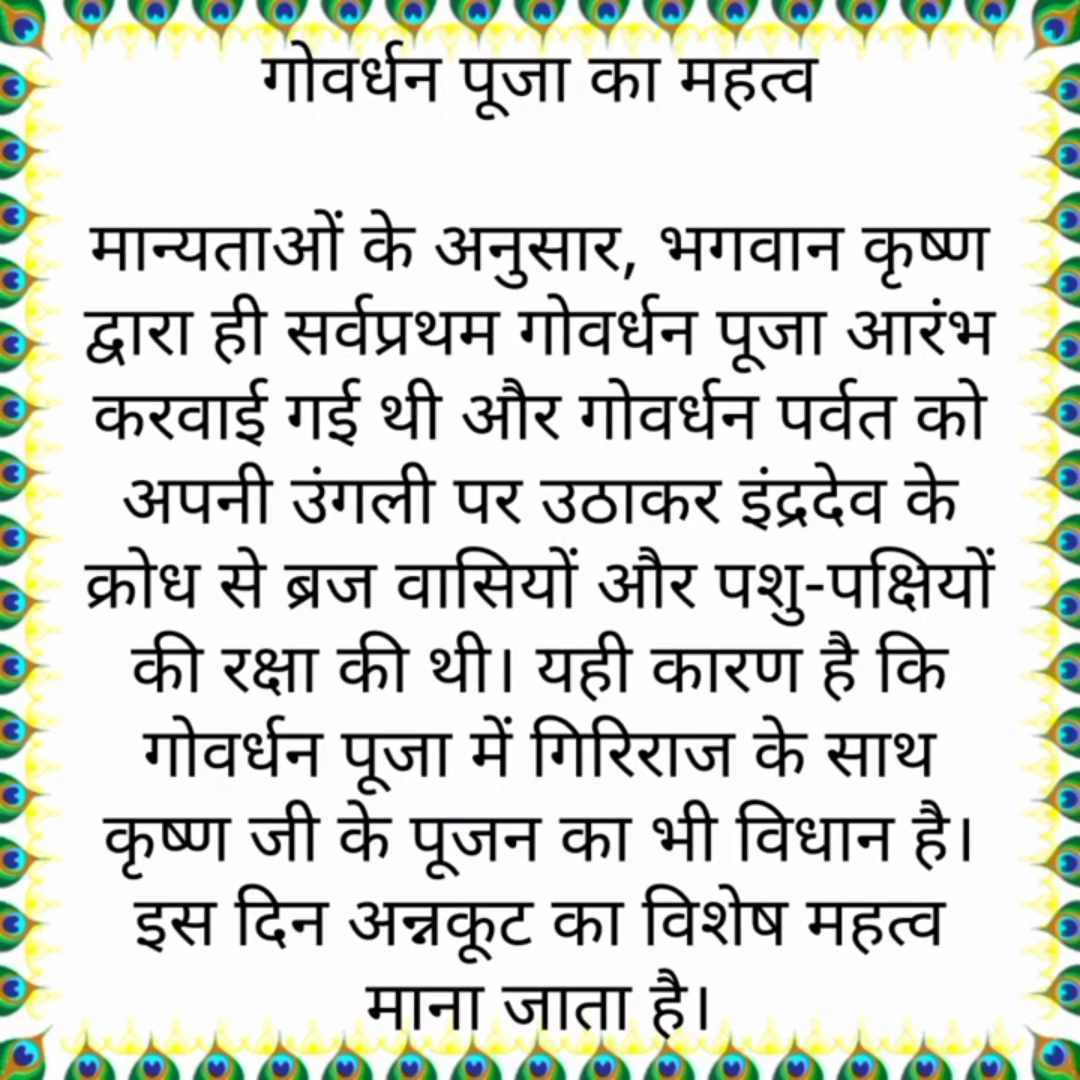 गोवर्धन पूजा का महत्व
मान्यताओं के अनुसार, भगवान कृष्ण
द्वारा ही सर्वप्रथम गोवर्धन पूजा आरंभ
करवाई गई थी और गोवर्धन पर्वत को
अपनी उंगली पर उठाकर इंद्रदेव के
क्रोध से ब्रज वासियों और पशु-पक्षियों
की रक्षा की थी। यही कारण है कि
गोवर्धन पूजा में गिरिराज के साथ
कृष्ण जी के पूजन का भी विधान है।
इस दिन अन्नकूट का विशेष महत्व
माना जाता है।